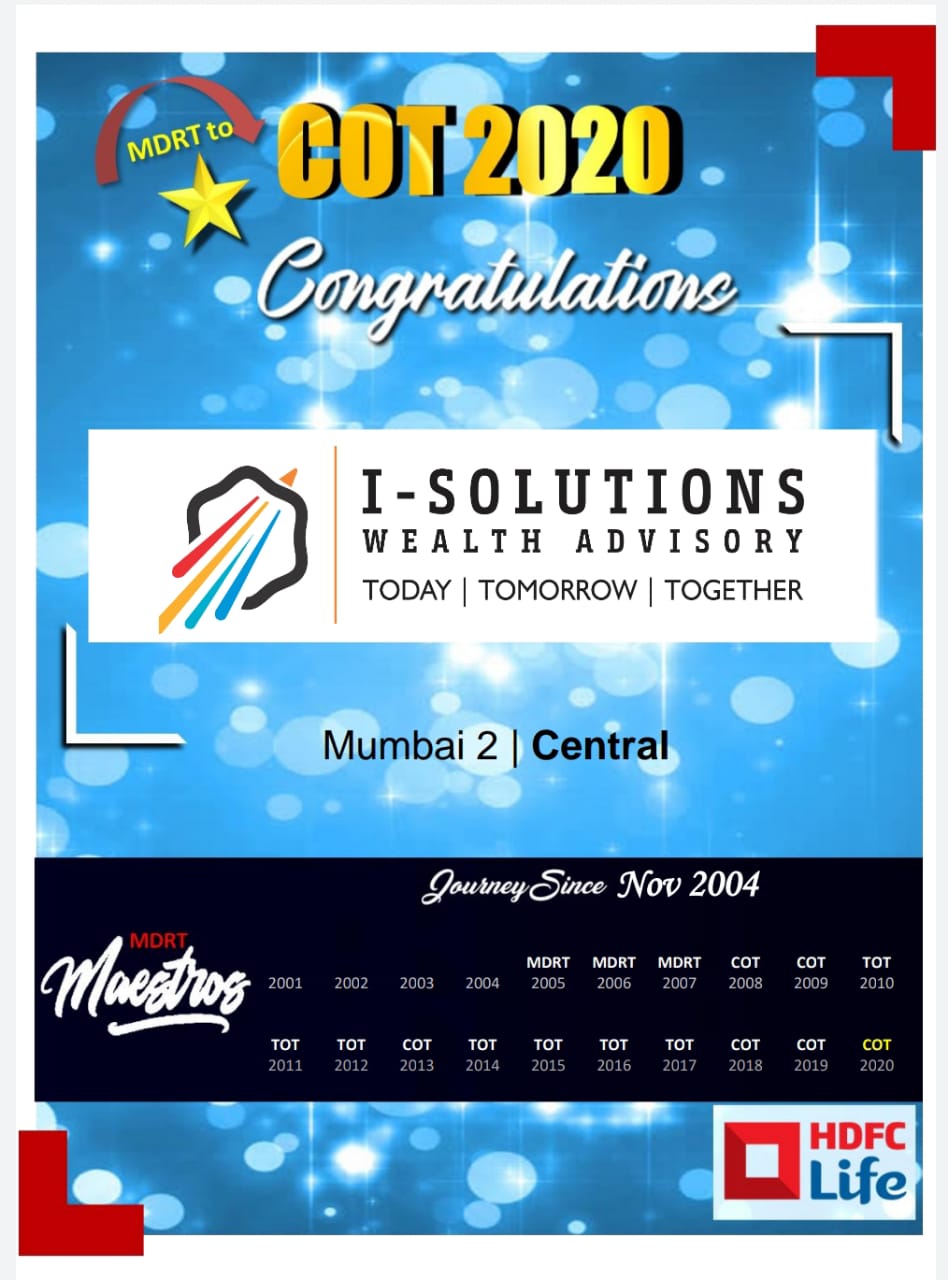 MDRT to
COT 2020
Congratulations
I-SOLUTIONS
WEALTH ADVISORY
TODAY | TOMORROW | TOGETHER
Mumbai 2 | Central
Journey Since Nov 2004
MDRT
Maestros
MDRT MDRT MDRT COT COT TOT
2001 2002 2003 2004 2005 2006 2007 2008 2009 2010
TOT TOT COT TOT TOT TOT TOT COT COT COT
2011 2012 2013 2014 2015 2016 2017 2018 2019 2020
HDFC
Life